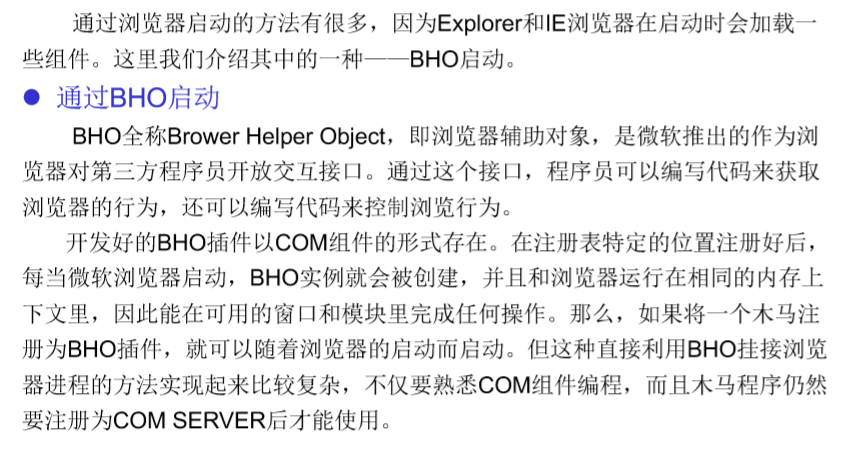 通过浏览器启动的方法有很多，因为Explorer和IE浏览器在启动时会加载一
些组件。这里我们介绍其中的一种——BHO启动。
● 通过BHO启动
BHO全称Brower Helper Object，即浏览器辅助对象，是微软推出的作为浏
览器对第三方程序员开放交互接口。通过这个接口，程序员可以编写代码来获取
浏览器的行为，还可以编写代码来控制浏览行为。
开发好的BHO插件以COM组件的形式存在。在注册表特定的位置注册好后，
每当微软浏览器启动，BHO实例就会被创建，并且和浏览器运行在相同的内存上
下文里，因此能在可用的窗口和模块里完成任何操作。那么，如果将一个木马注
册为BHO插件，就可以随着浏览器的启动而启动。但这种直接利用BHO挂接浏览
器进程的方法实现起来比较复杂，不仅要熟悉COM组件编程，而且木马程序仍然
要注册为COM SERVER后才能使用。